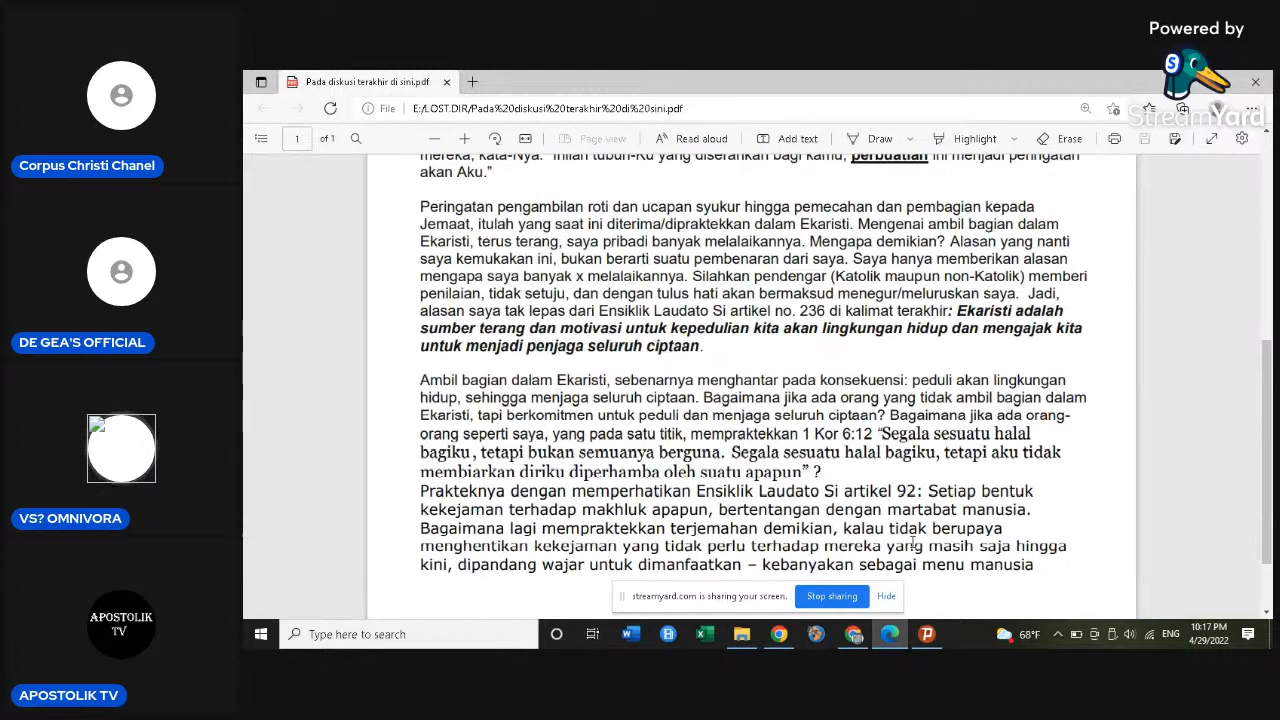 Powered by
StreamYard
Corpus Christi Chanel
DE GEA'S OFFICIAL
VS? OMNIVORA
APOSTOLIK
TV
APOSTOLIK TV
Pada diskusi terakhir di sini.pdf
File E:/LOST.DIR/Pada%20diskusi%20terakhir%20di%20sini.pdf
1 of 1 Page view Read aloud Add text Draw Highlight Erase
mereka, kata-Nya: "Inilah tubuh-Ku yang diserahkan bagi kamu, perbuatlah ini menjadi peringatan
akan Aku."
Peringatan pengambilan roti dan ucapan syukur hingga pemecahan dan pembagian kepada
Jemaat, itulah yang saat ini diterima/dipraktekkan dalam Ekaristi. Mengenai ambil bagian dalam
Ekaristi, terus terang, saya pribadi banyak melalaikannya. Mengapa demikian? Alasan yang nanti
saya kemukakan ini, bukan berarti suatu pembenaran dari saya. Saya hanya memberikan alasan
mengapa saya banyak x melalaikannya. Silahkan pendengar (Katolik maupun non-Katolik) memberi
penilaian, tidak setuju, dan dengan tulus hati akan bermaksud menegur/meluruskan saya. Jadi,
alasan saya tak lepas dari Ensiklik Laudato Si artikel no. 236 di kalimat terakhir: Ekaristi adalah
sumber terang dan motivasi untuk kepedulian kita akan lingkungan hidup dan mengajak kita
untuk menjadi penjaga seluruh ciptaan.
Ambil bagian dalam Ekaristi, sebenarnya menghantar pada konsekuensi: peduli akan lingkungan
hidup, sehingga menjaga seluruh ciptaan. Bagaimana jika ada orang yang tidak ambil bagian dalam
Ekaristi, tapi berkomitmen untuk peduli dan menjaga seluruh ciptaan? Bagaimana jika ada orang-
orang seperti saya, yang pada satu titik, mempraktekkan 1 Kor 6:12 "Segala sesuatu halal
bagiku, tetapi bukan semuanya berguna. Segala sesuatu halal bagiku, tetapi aku tidak
membiarkan diriku diperhamba oleh suatu apapun" ?
Prakteknya dengan memperhatikan Ensiklik Laudato Si artikel 92: Setiap bentuk
kekejaman terhadap makhluk apapun, bertentangan dengan martabat manusia.
Bagaimana lagi mempraktekkan terjemahan demikian, kalau tidak berupaya
menghentikan kekejaman yang tidak perlu terhadap mereka yang masih saja hingga
kini, dipandang wajar untuk dimanfaatkan – kebanyakan sebagai menu manusia
streamyard.com is sharing your screen. Stop sharing Hide
Type here to search
68°F ENG 10:17 PM
4/29/2022